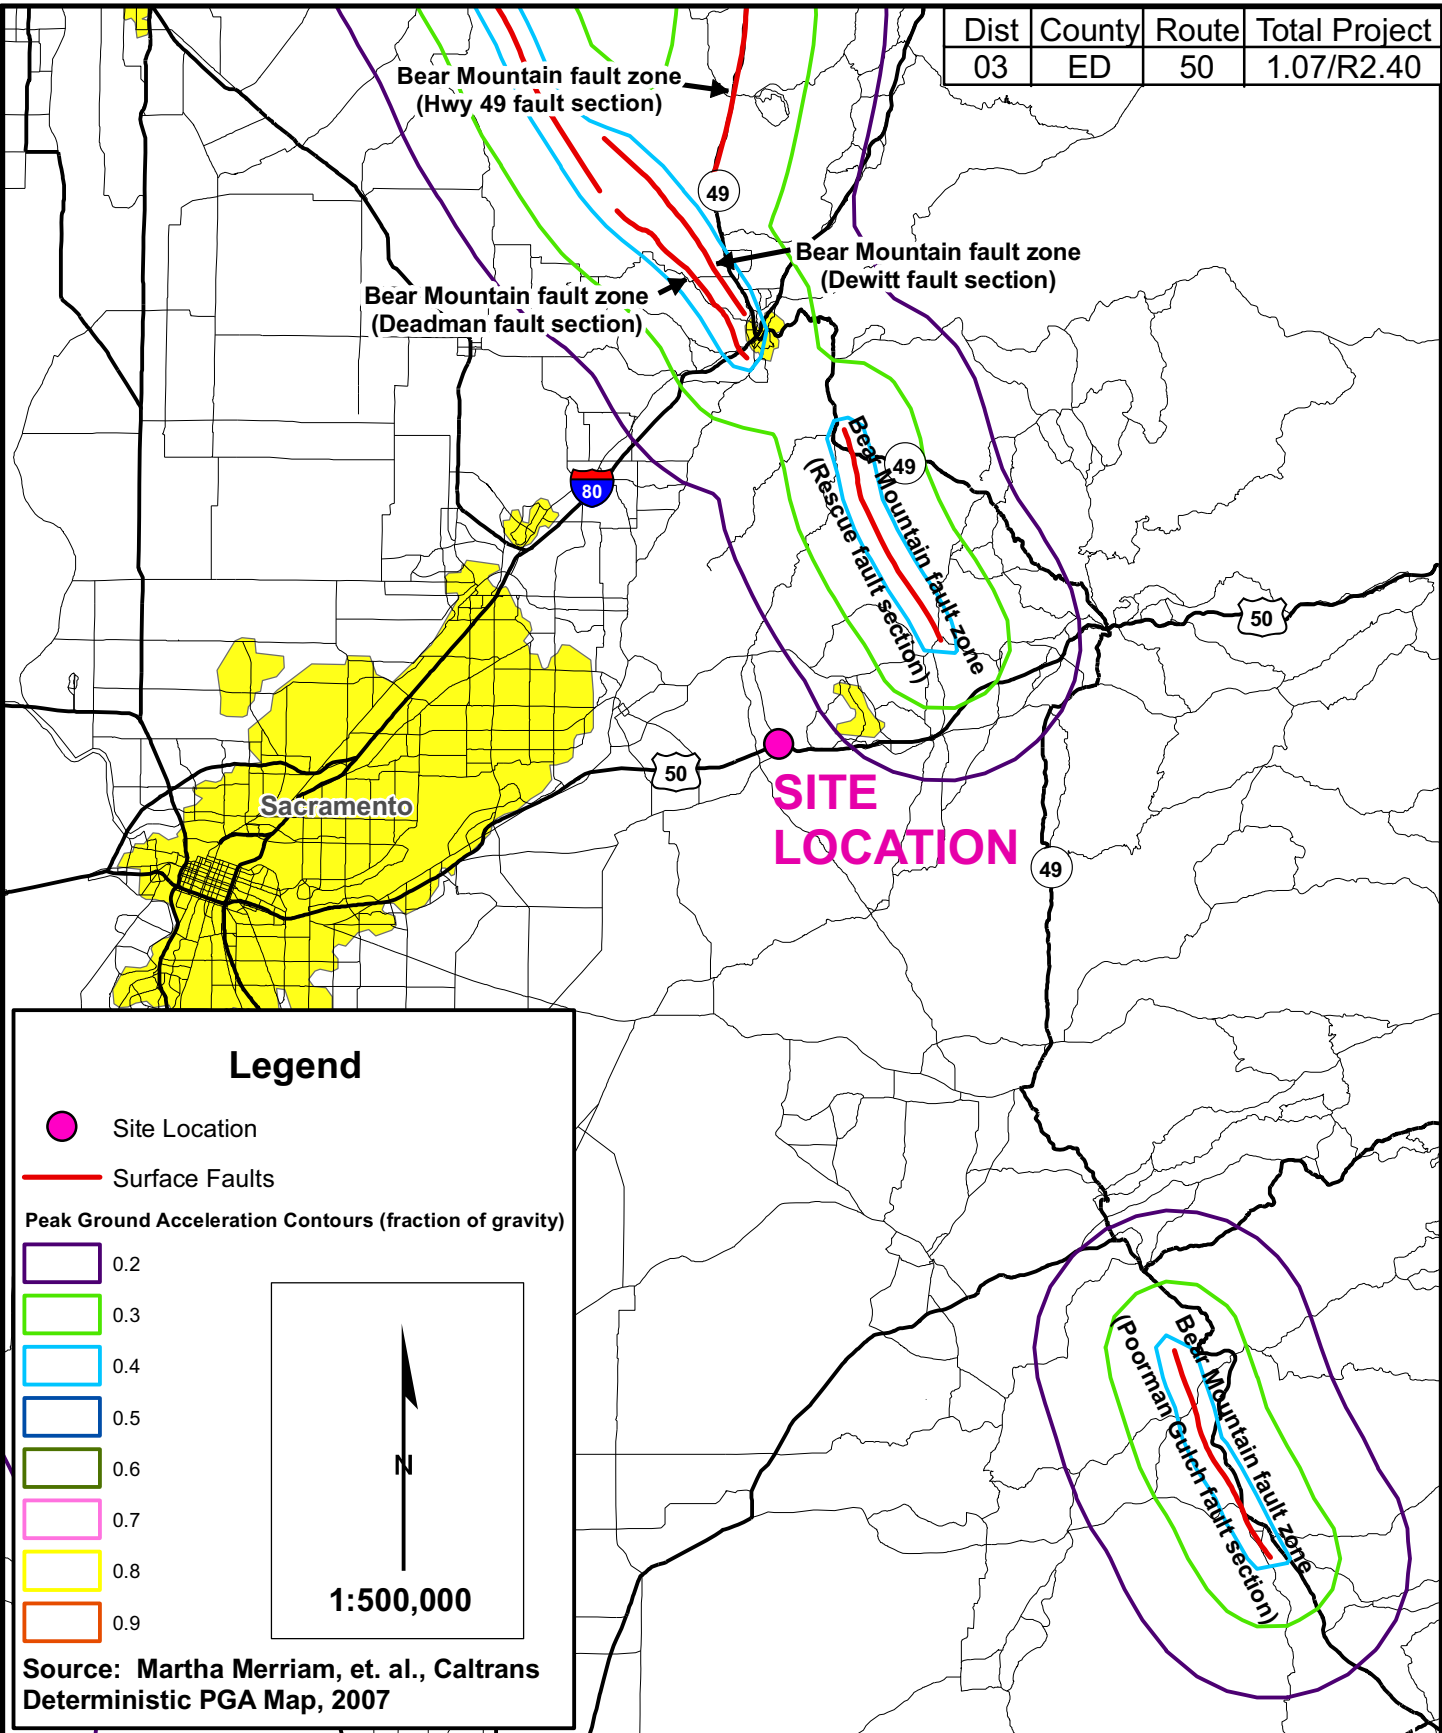 Dist County Route Total Project
03 ED 50 1.07/R2.40
Bear Mountain fault zone
(Hwy 49 fault section)
49
Bear Mountain fault zone
(Dewitt fault section)
Bear Mountain fault zone
(Deadman fault section)
Bear Mountain fault zone
(Rescue fault section)
49
80
50
50
SITE
LOCATION
Sacramento
49
Bear Mountain fault zone
(Poorman Gulch fault section)
Legend
Site Location
Surface Faults
Peak Ground Acceleration Contours (fraction of gravity)
0.2
0.3
0.4
0.5
0.6
0.7
0.8
0.9
N
1:500,000
Source: Martha Merriam, et. al., Caltrans
Deterministic PGA Map, 2007